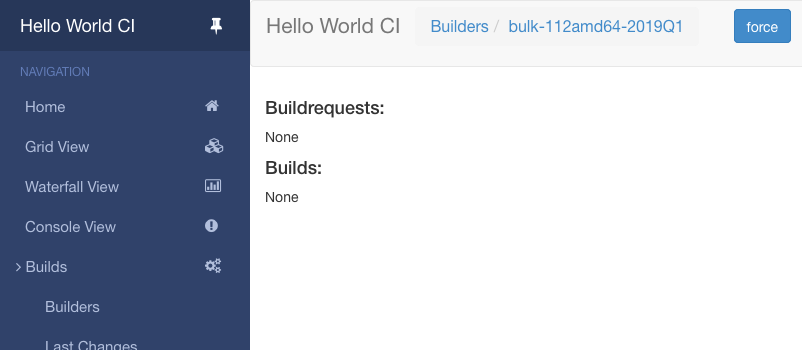 Hello World CI
NAVIGATION
Home
Grid View
Waterfall View
Console View
Builds
Builders
Last Changes
Hello World CI
Builders / bulk-112amd64-2019Q1
force
Buildrequests:
None
Builds:
None